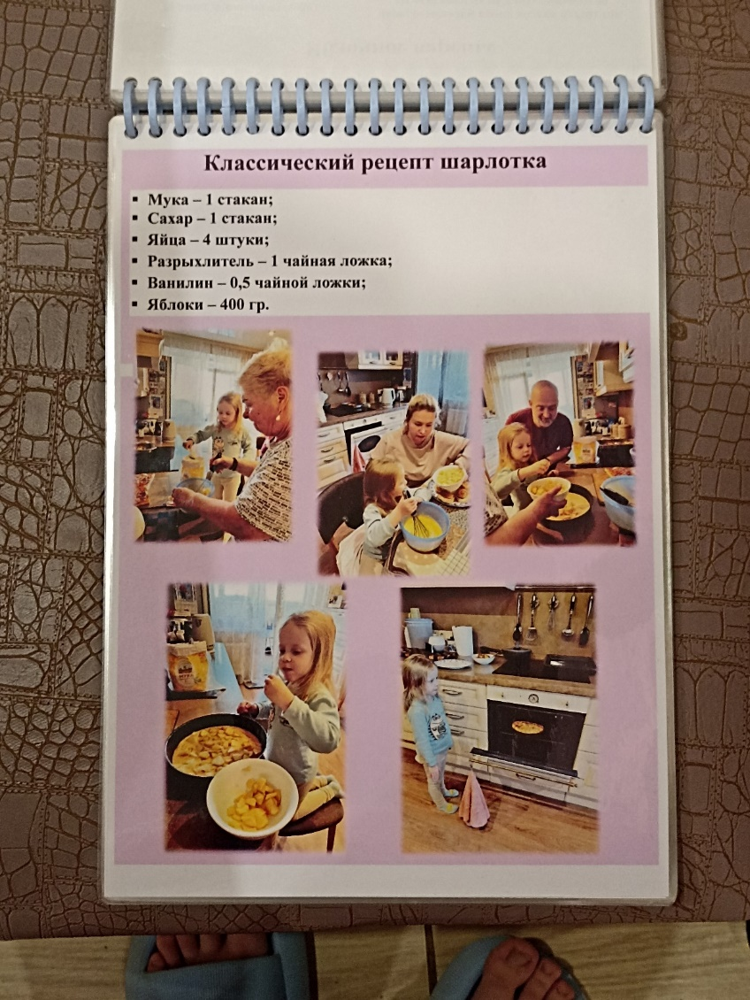 Классический рецепт шарлотка
▪ Мука – 1 стакан;
▪ Сахар – 1 стакан;
▪ Яйца – 4 штуки;
▪ Разрыхлитель – 1 чайная ложка;
▪ Ванилин – 0,5 чайной ложки;
▪ Яблоки – 400 гр.